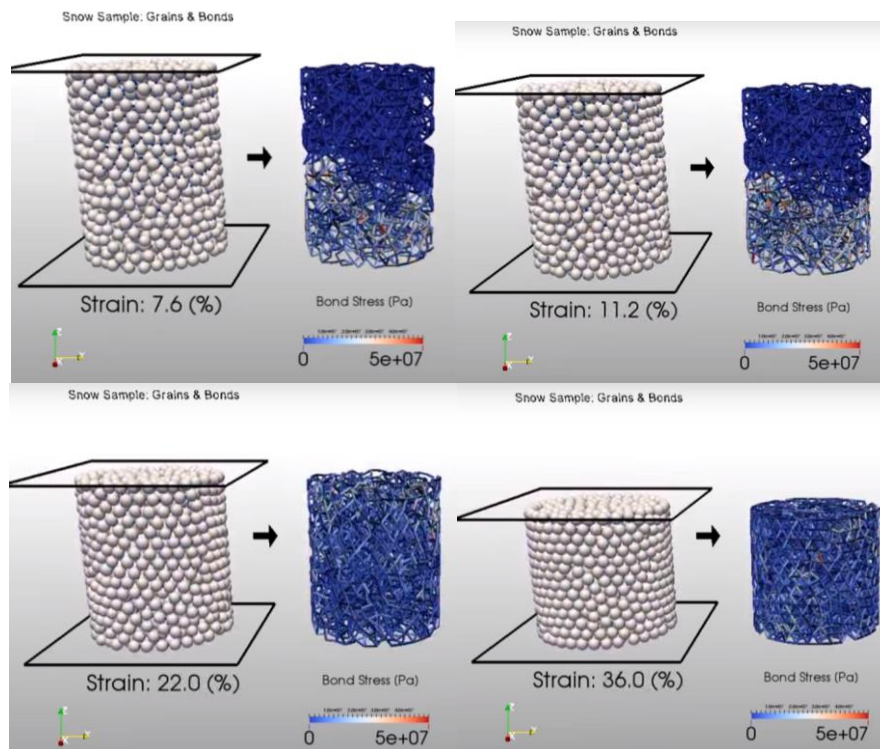 Snow Sample: Grains & Bonds
Strain: 7.6 (%)
Bond Stress (Pa)
0
5e+07
Z
X
Snow Sample: Grains & Bonds
Strain: 11.2 (%)
Bond Stress (Pa)
0
5e+07
Z
X
Snow Sample: Grains & Bonds
Strain: 22.0 (%)
Bond Stress (Pa)
0
5e+07
Z
X
Snow Sample: Grains & Bonds
Strain: 36.0 (%)
Bond Stress (Pa)
0
5e+07
Z
X